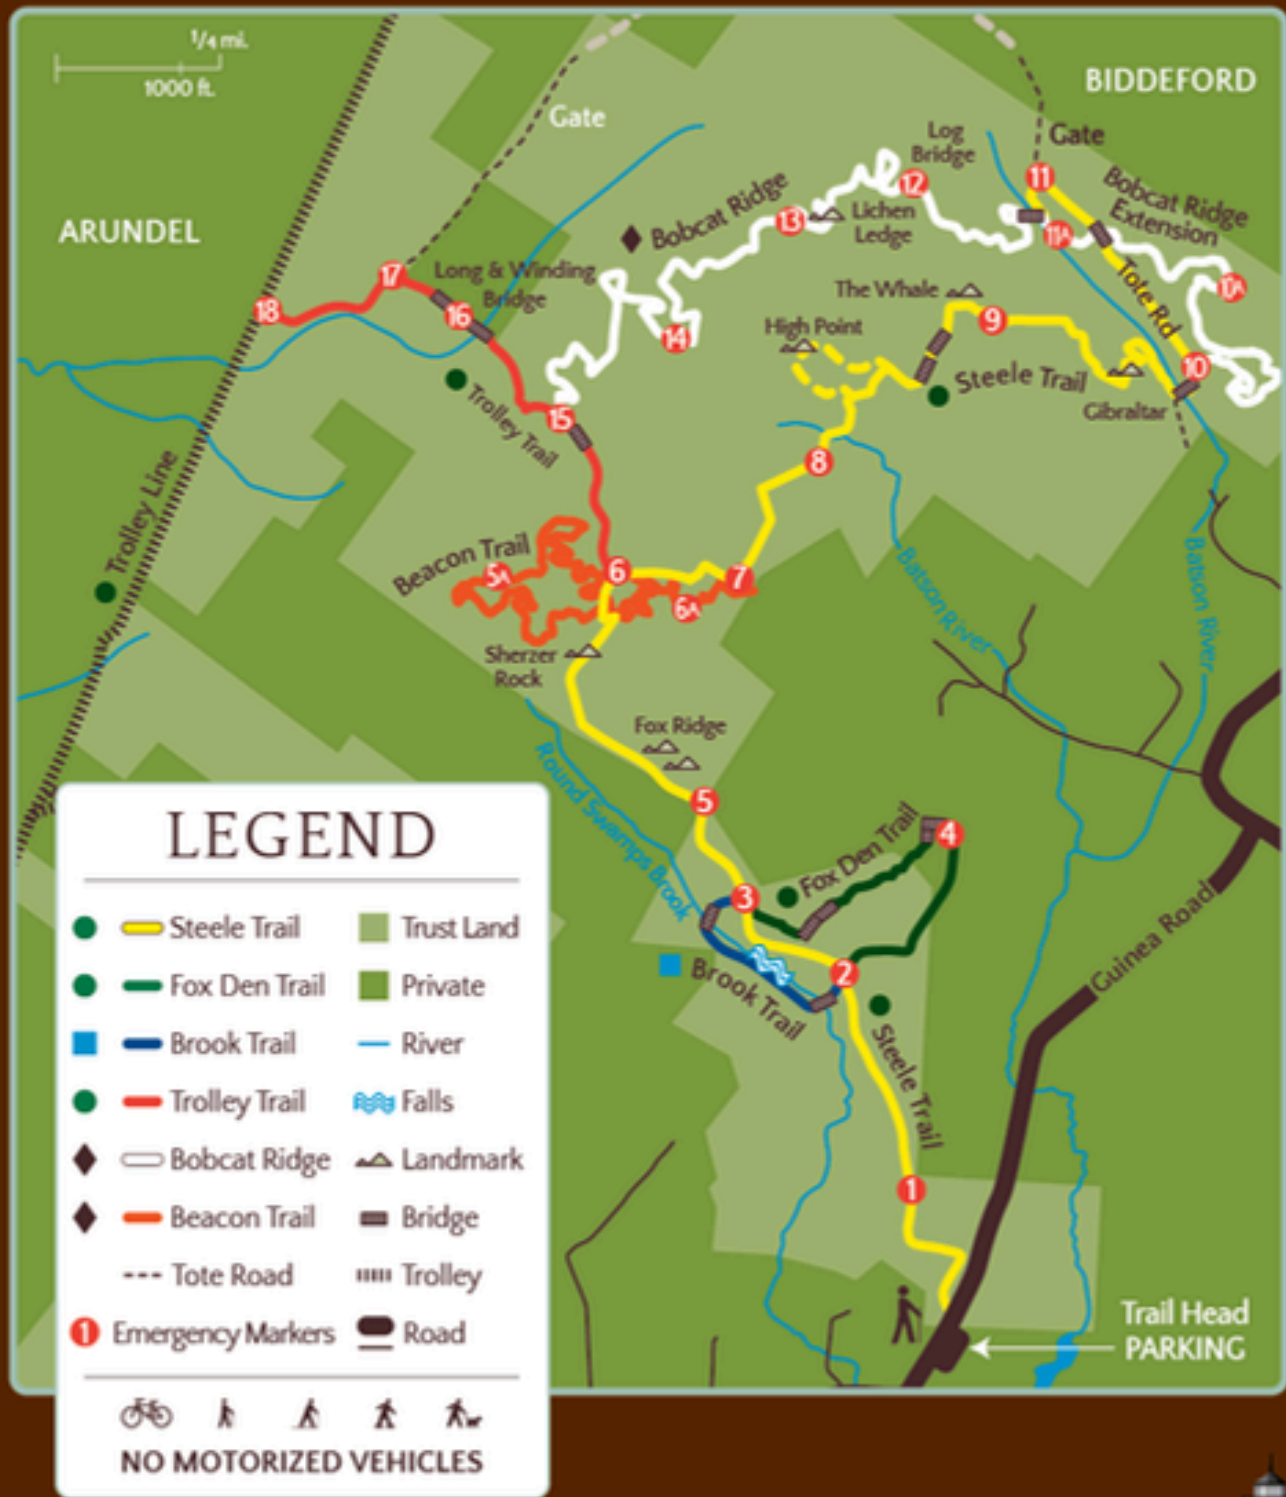 1/4 mi.
1000 ft.
BIDDEFORD
Gate
Log
Bridge
Gate
11
Bobcat Ridge
Extension
12
Bobcat Ridge
13
Lichen
Ledge
11A
ARUNDEL
17
Long & Winding
Bridge
The Whale
Tote Rd
10A
18
16
High Point
9
14
Steele Trail
10
Gibraltar
Trolley Trail
15
8
Trolley Line
Beacon Trail
5A
6
7
6A
Batson River
Batson River
Sherzer
Rock
Fox Ridge
Round Swamps Brook
5
Fox Den Trail
4
3
Guinea Road
2
Brook Trail
Steele Trail
1
Trail Head
PARKING
LEGEND
Steele Trail
Trust Land
Fox Den Trail
Private
Brook Trail
River
Trolley Trail
Falls
Bobcat Ridge
Landmark
Beacon Trail
Bridge
Tote Road
Trolley
1 Emergency Markers
Road
NO MOTORIZED VEHICLES